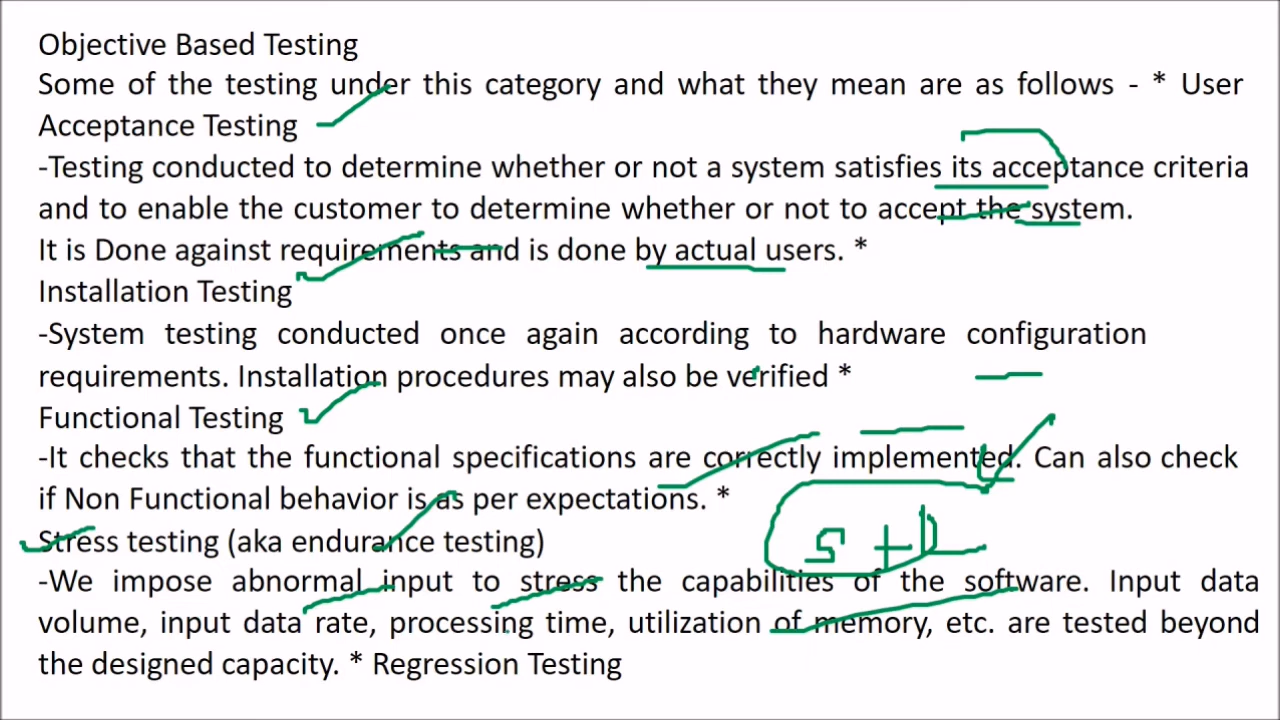 Objective Based Testing
Some of the testing under this category and what they mean are as follows - * User
Acceptance Testing
-Testing conducted to determine whether or not a system satisfies its acceptance criteria
and to enable the customer to determine whether or not to accept the system.
It is Done against requirements and is done by actual users. *
Installation Testing
-System testing conducted once again according to hardware configuration
requirements. Installation procedures may also be verified *
Functional Testing
-It checks that the functional specifications are correctly implemented. Can also check
if Non Functional behavior is as per expectations. *
Stress testing (aka endurance testing)
-We impose abnormal input to stress the capabilities of the software. Input data
volume, input data rate, processing time, utilization of memory, etc. are tested beyond
the designed capacity. * Regression Testing